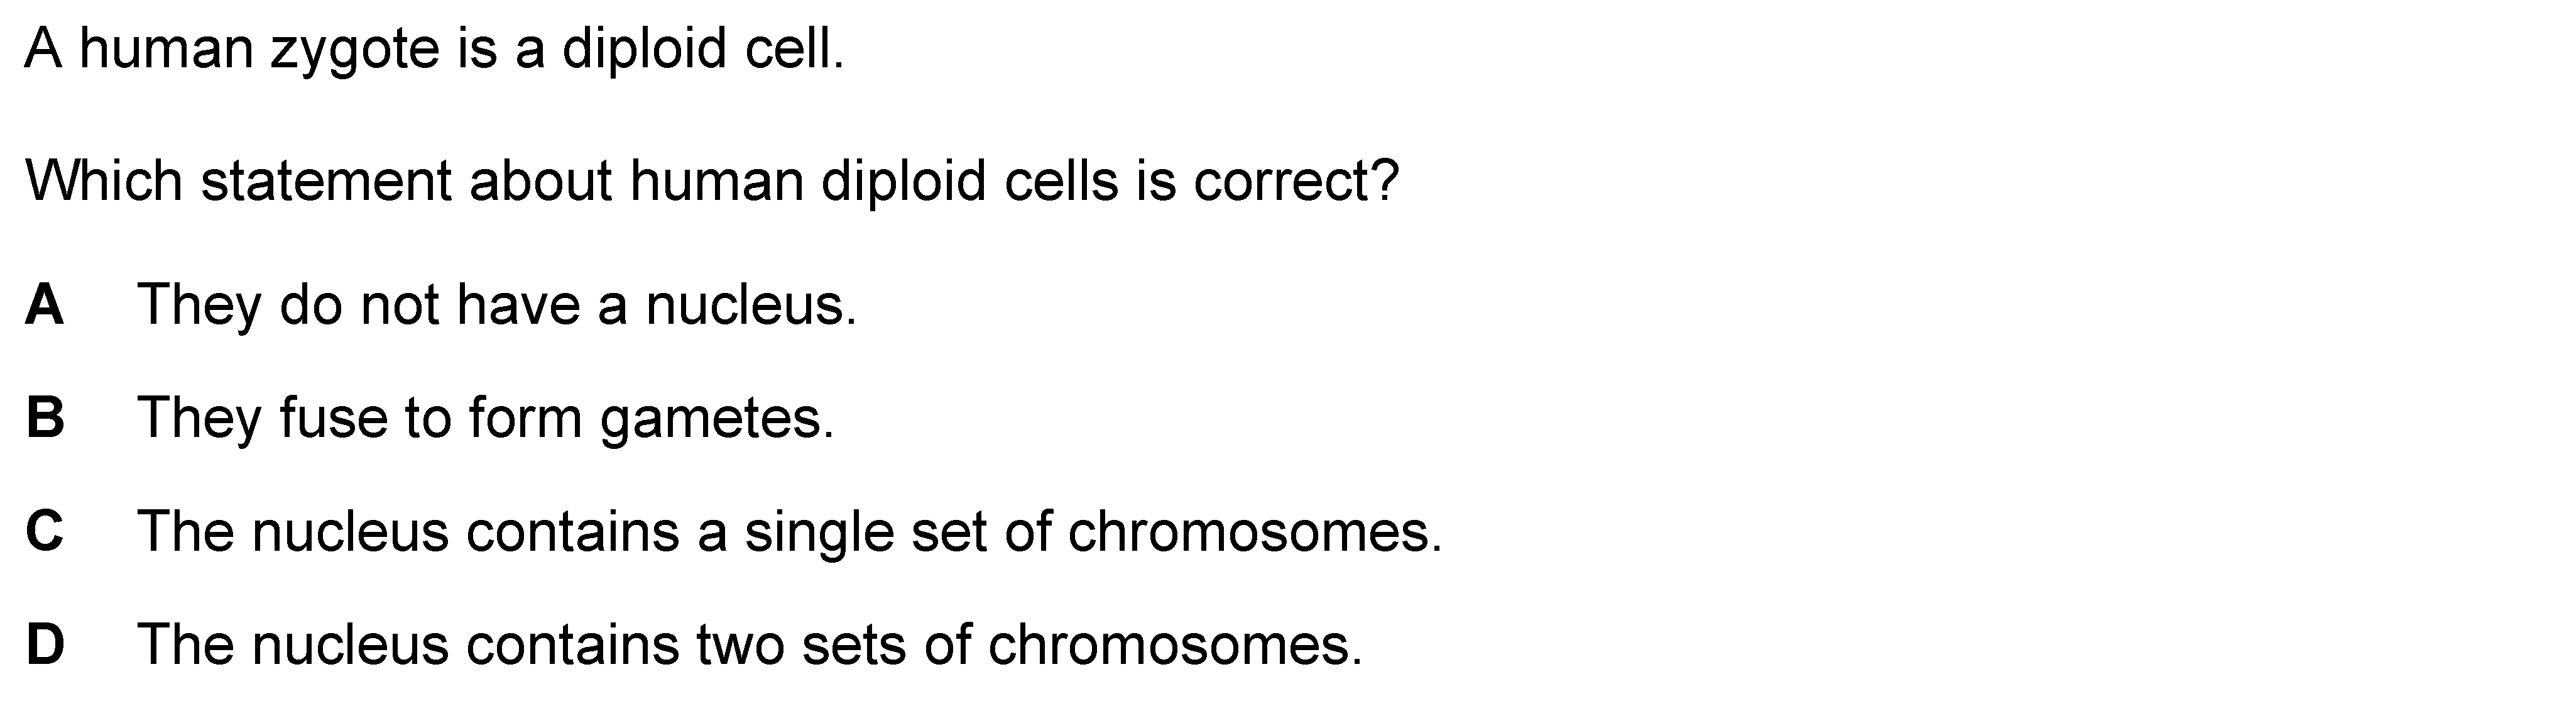 A human zygote is a diploid cell.
Which statement about human diploid cells is correct?
A They do not have a nucleus.
B They fuse to form gametes.
C The nucleus contains a single set of chromosomes.
D The nucleus contains two sets of chromosomes.